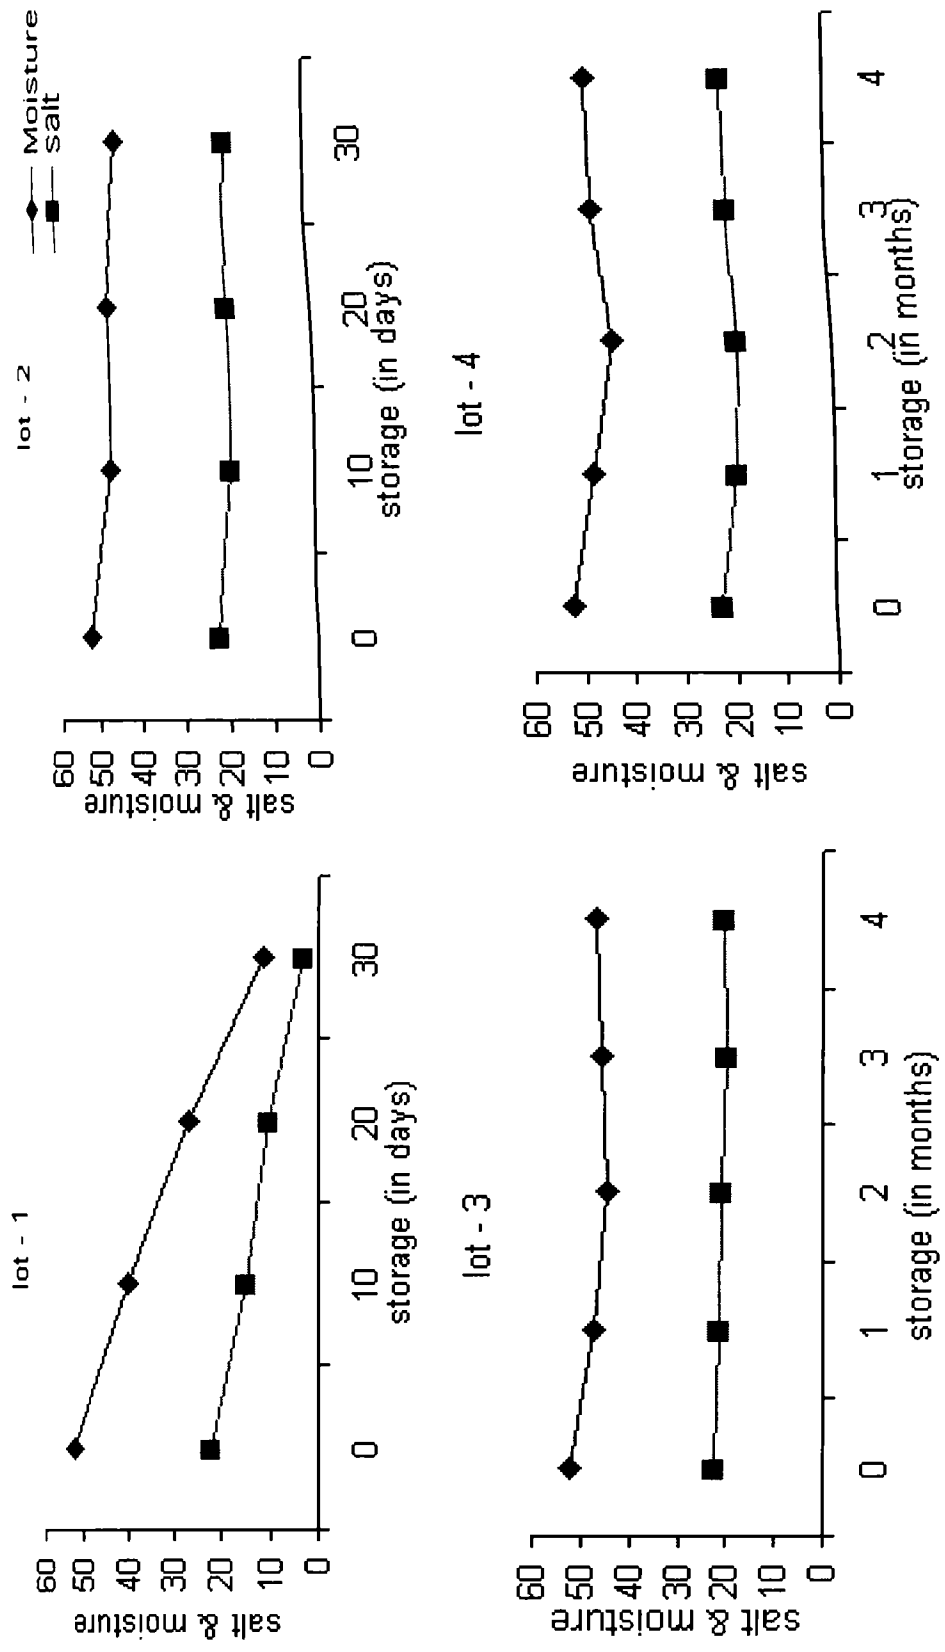 lot - 1
60
50
40
30
20
10
0
salt & moisture
0 10 20 30
storage (in days)
lot - 2
Moisture
salt
60
50
40
30
20
10
0
salt & moisture
0 10 20 30
storage (in days)
lot - 3
60
50
40
30
20
10
0
salt & moisture
0 1 2 3 4
storage (in months)
lot - 4
60
50
40
30
20
10
0
salt & moisture
0 1 2 3 4
storage (in months)